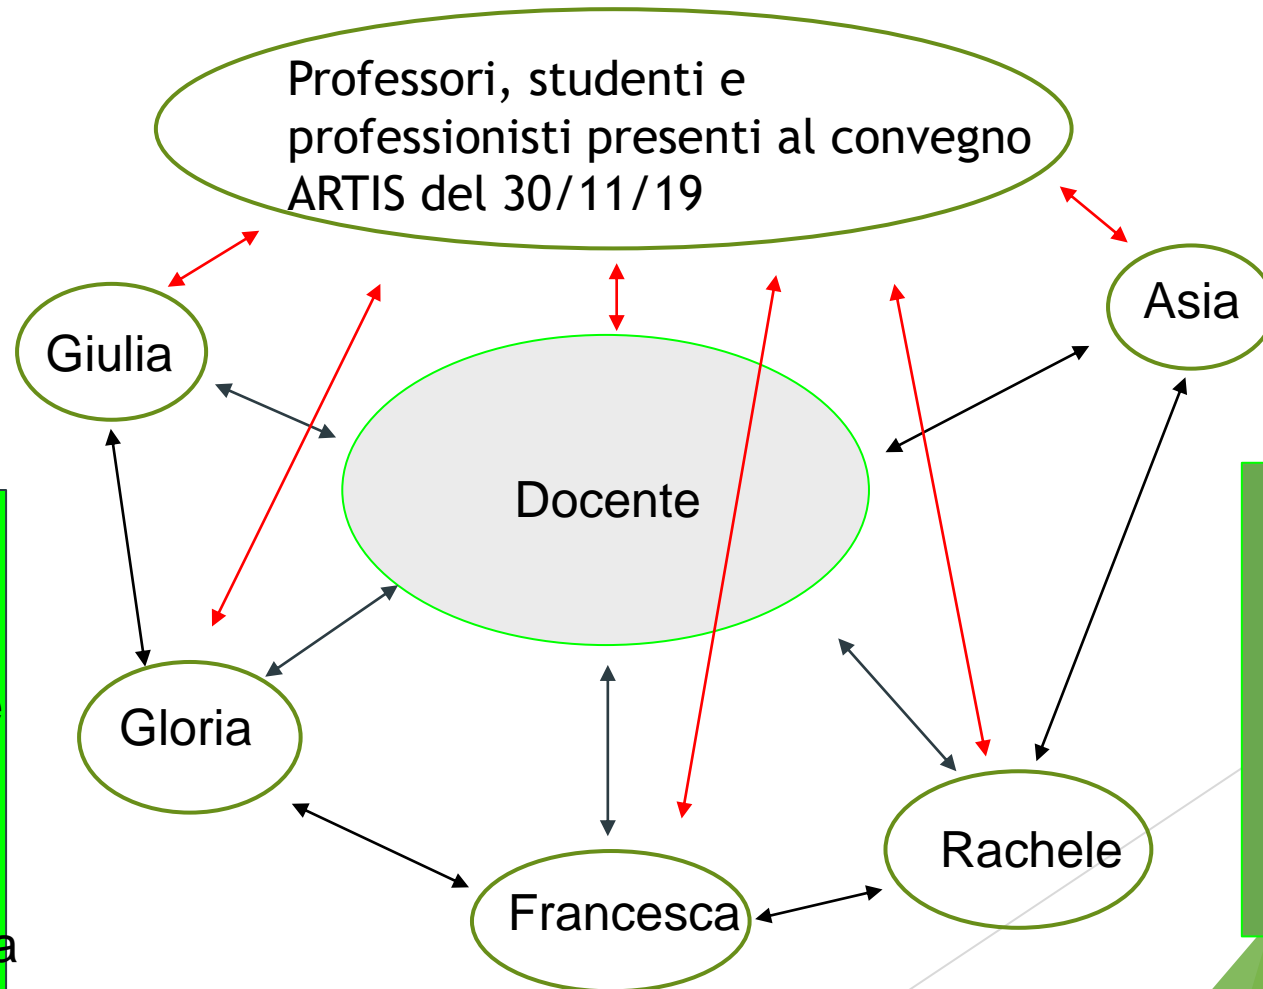 Professori, studenti e
professionisti presenti al convegno
ARTIS del 30/11/19
Asia
Giulia
Docente
Gloria
Rachele
Francesca
a